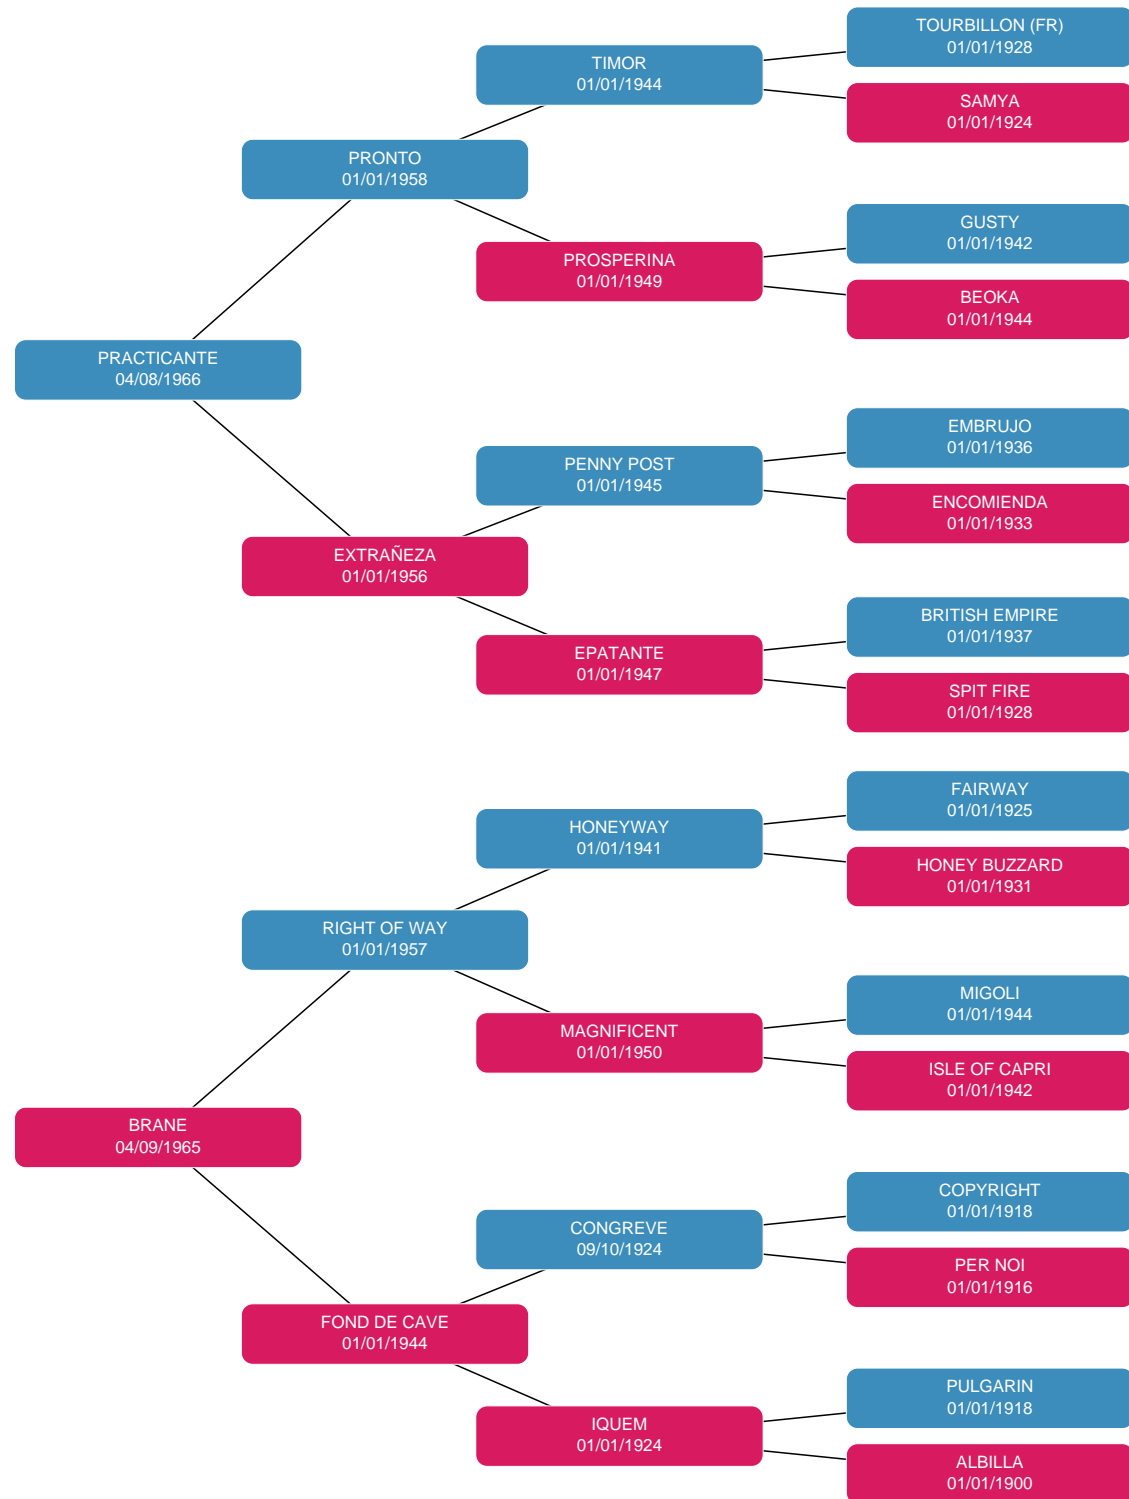 TOURBILLON (FR)
01/01/1928
TIMOR
01/01/1944
SAMYA
01/01/1924
PRONTO
01/01/1958
GUSTY
01/01/1942
PROSPERINA
01/01/1949
BEOKA
01/01/1944
PRACTICANTE
04/08/1966
EMBRUJO
01/01/1936
PENNY POST
01/01/1945
ENCOMIENDA
01/01/1933
EXTRAÑEZA
01/01/1956
BRITISH EMPIRE
01/01/1937
EPATANTE
01/01/1947
SPIT FIRE
01/01/1928
FAIRWAY
01/01/1925
HONEYWAY
01/01/1941
HONEY BUZZARD
01/01/1931
RIGHT OF WAY
01/01/1957
MIGOLI
01/01/1944
MAGNIFICENT
01/01/1950
ISLE OF CAPRI
01/01/1942
BRANE
04/09/1965
COPYRIGHT
01/01/1918
CONGREVE
09/10/1924
PER NOI
01/01/1916
FOND DE CAVE
01/01/1944
PULGARIN
01/01/1918
IQUEM
01/01/1924
ALBILLA
01/01/1900